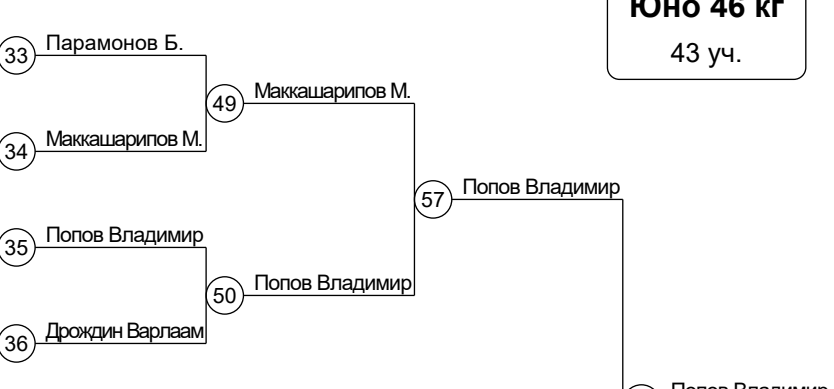 Юно 46 кг
43 уч.
33 Парамонов Б.
49 Маккашарипов М.
34 Маккашарипов М.
57 Попов Владимир
35 Попов Владимир
50 Попов Владимир
36 Дрождин Варлаам
Попов Владимир